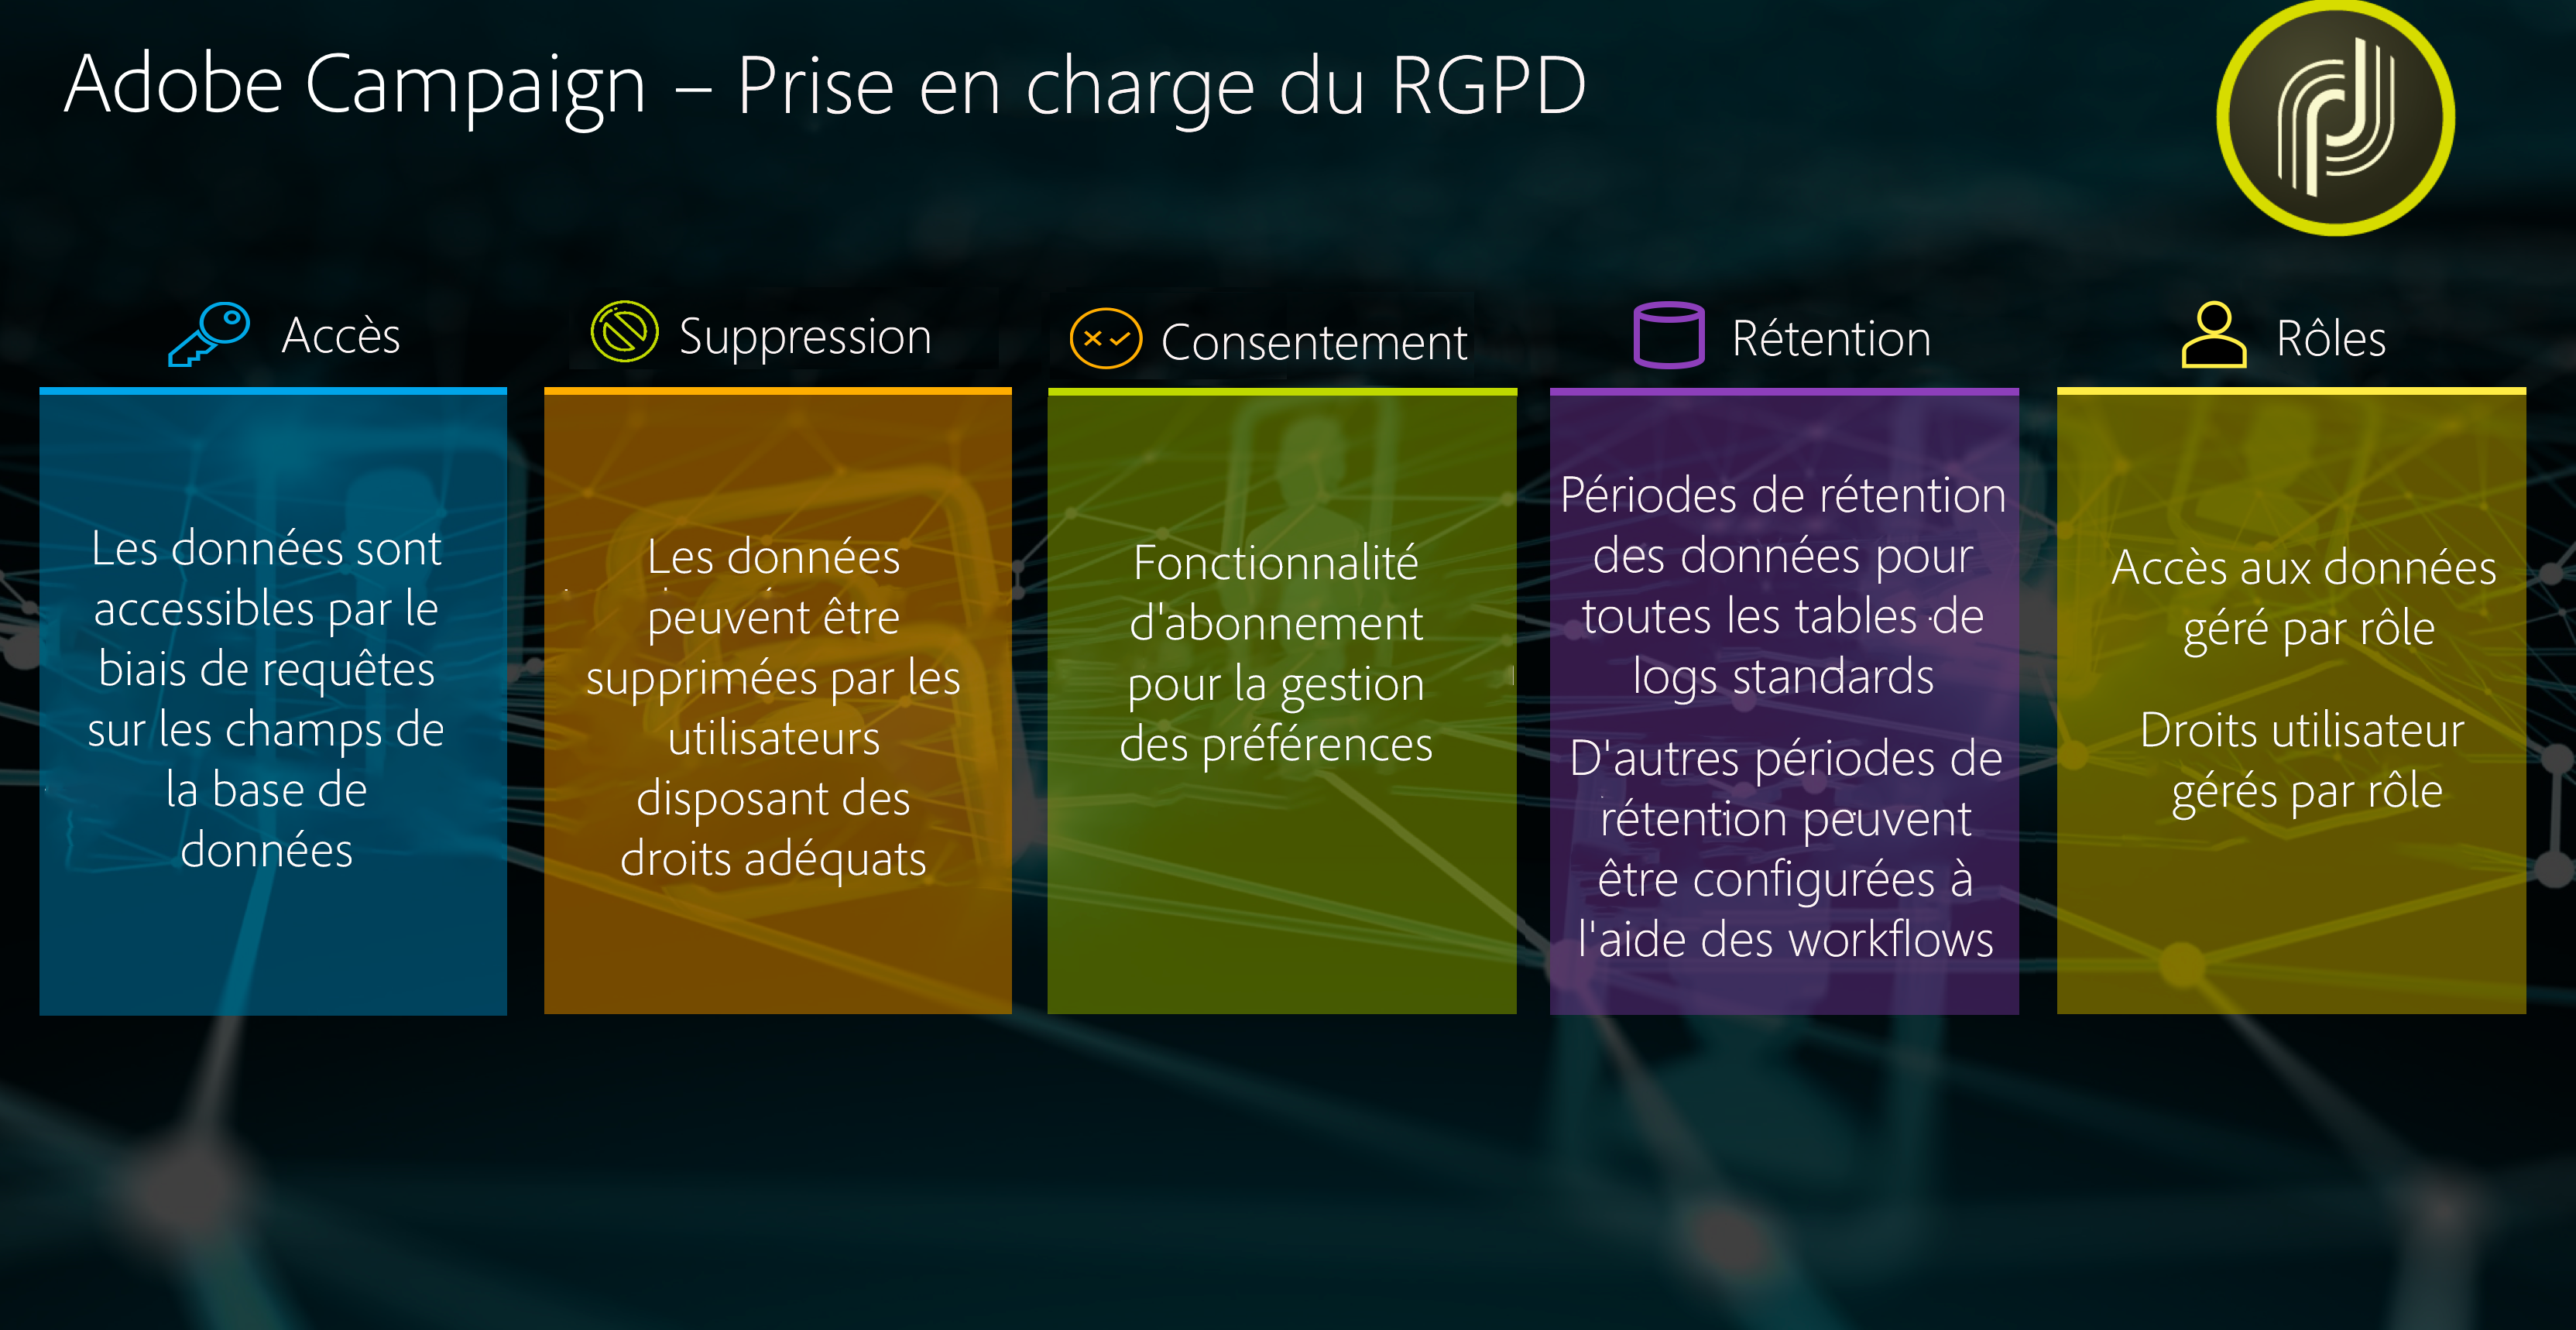 Adobe Campaign – Prise en charge du RGPD
Accès
Les données sont
accessibles par le
biais de requêtes
sur les champs de
la base de
données
Suppression
Les données
peuvent être
supprimées par les
utilisateurs
disposant des
droits adéquats
Consentement
Fonctionnalité
d'abonnement
pour la gestion
des préférences
Rétention
Périodes de rétention
des données pour
toutes les tables de
logs standards
D'autres périodes de
rétention peuvent
être configurées à
l'aide des workflows
Rôles
Accès aux données
géré par rôle
Droits utilisateur
gérés par rôle